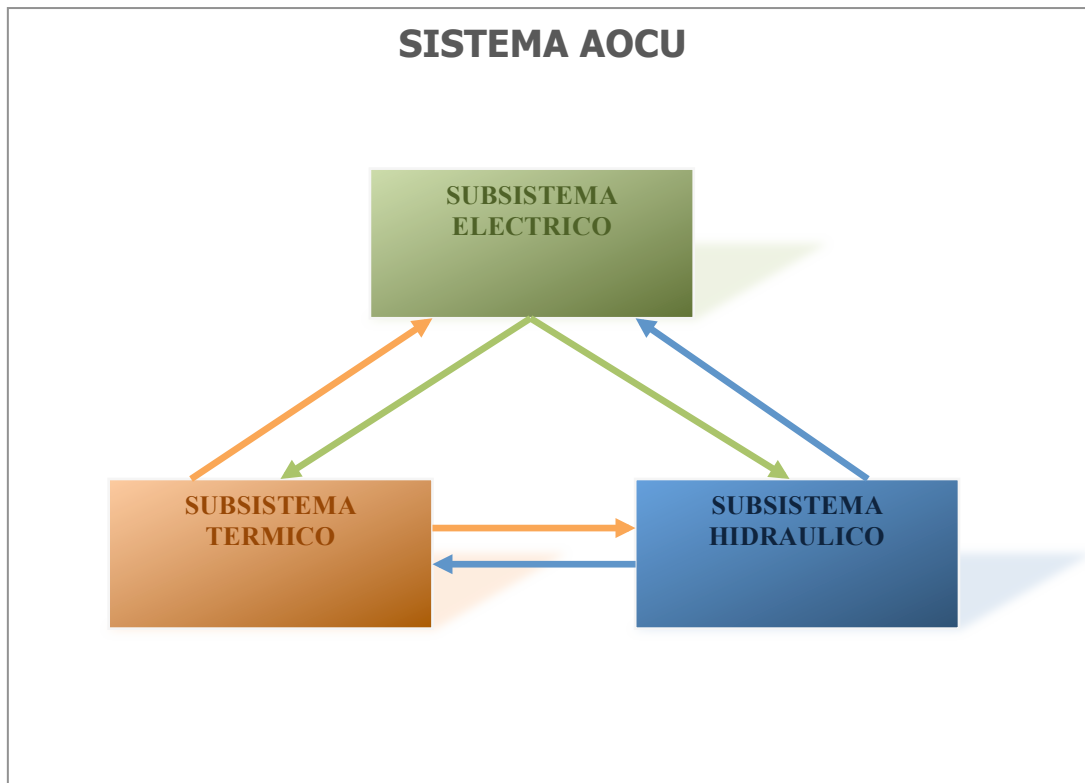 SISTEMA AOCU
SUBSISTEMA
ELECTRICO
SUBSISTEMA
TERMICO
SUBSISTEMA
HIDRAULICO